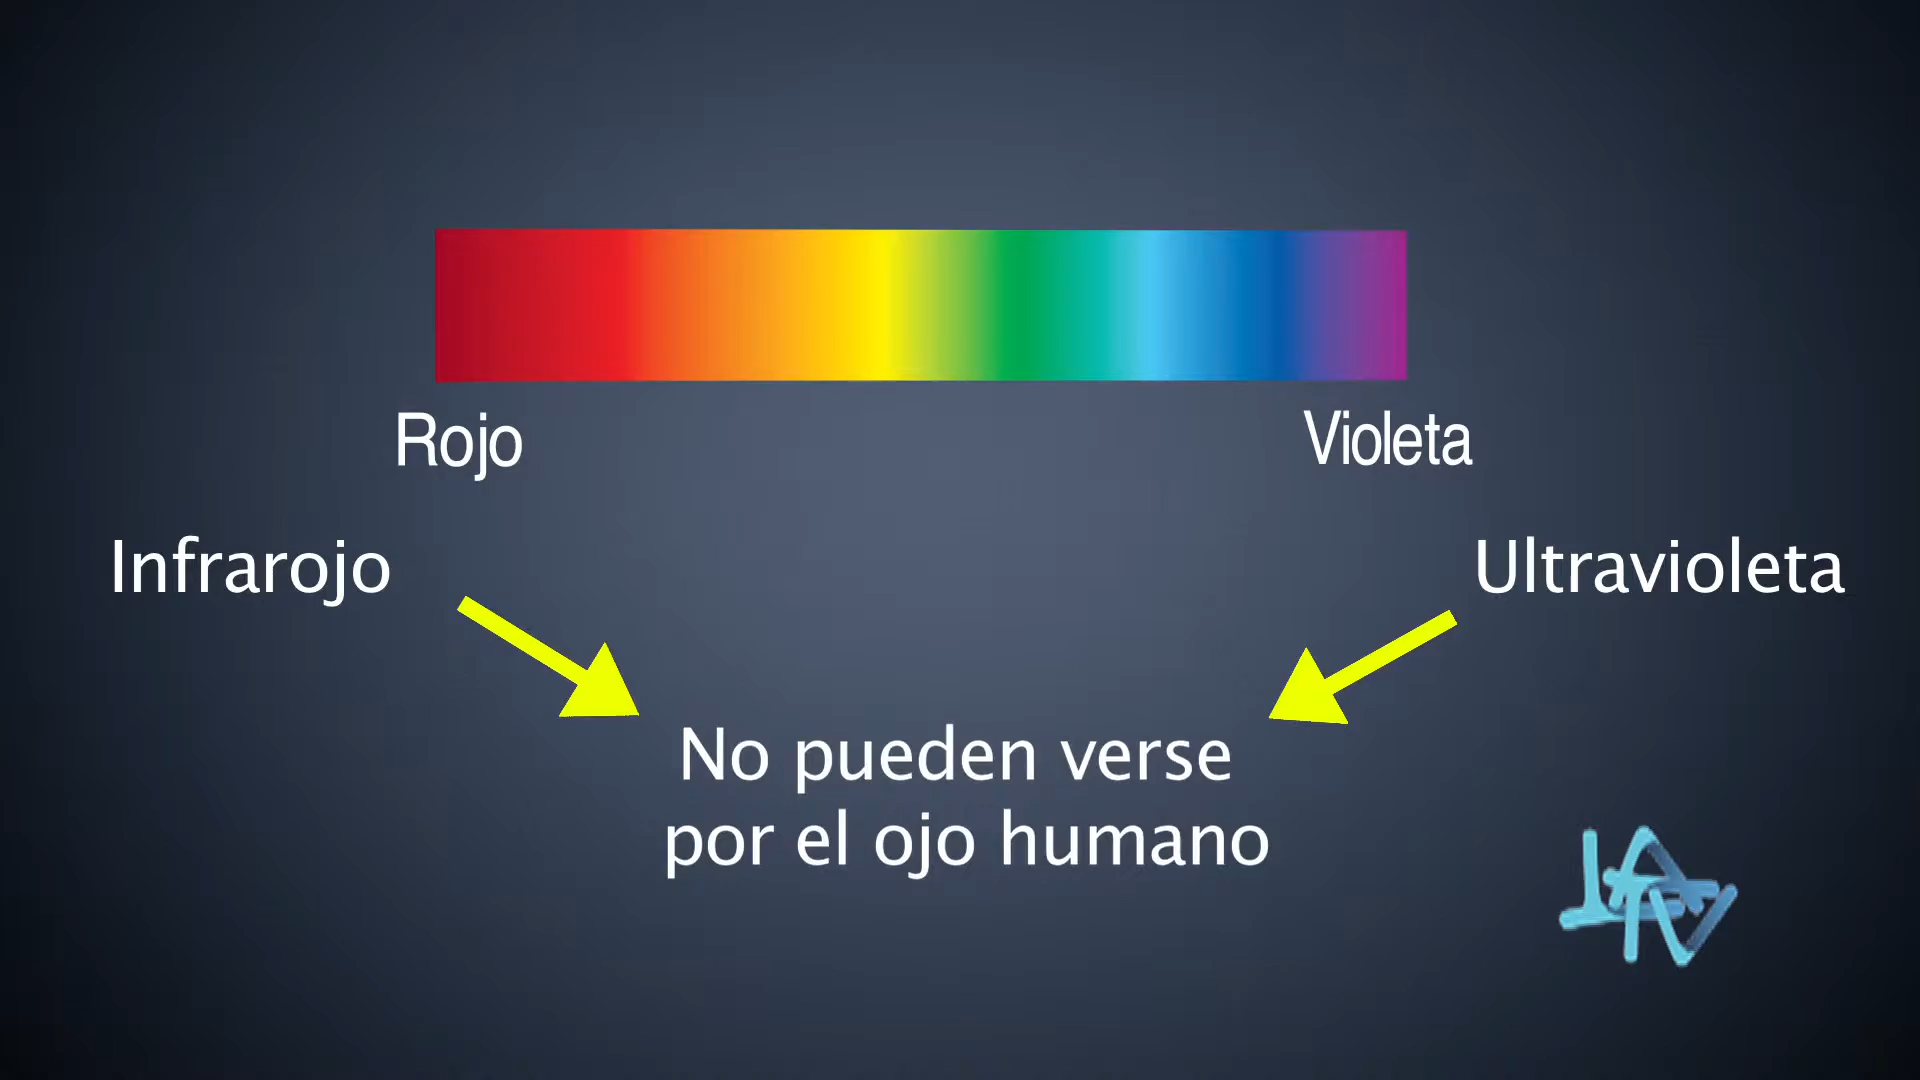 Rojo
Violeta
Infrarojo
Ultravioleta
No pueden verse
por el ojo humano